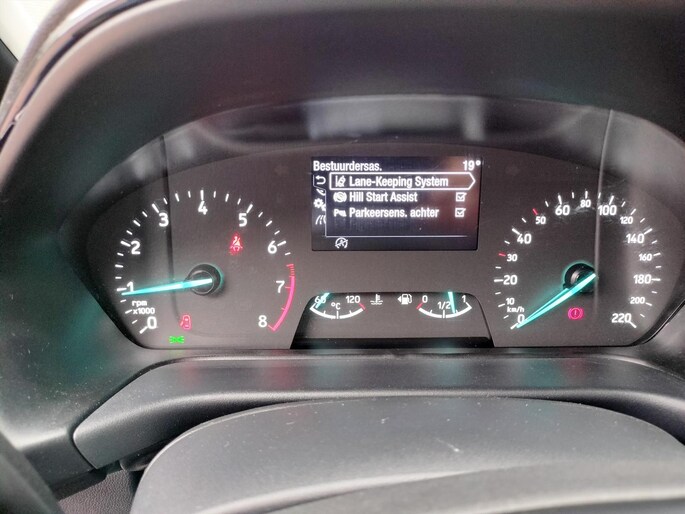 Bestuurdersas. 19°
Lane-Keeping System
Hill Start Assist
Parkeersens. achter
0 1 2 3 4 5 6 7 8
rpm
x1000
60 120
°C
0 1/2 1
0 10 20 30 40 50 60 80 100 120 140 160 180 200 220
km/h